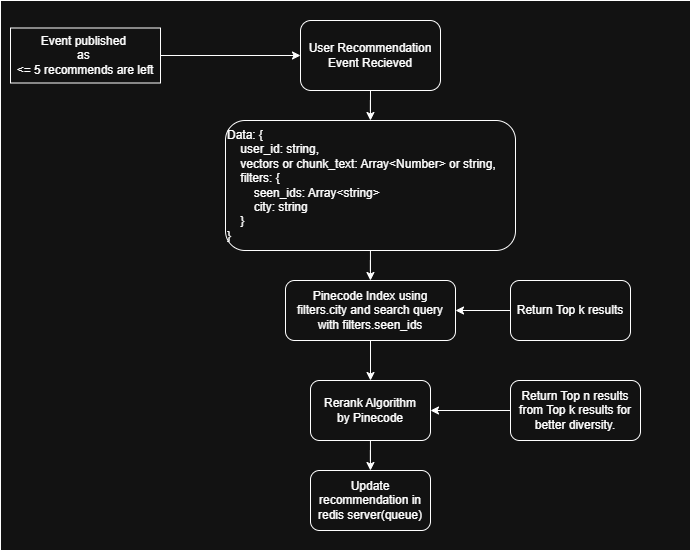 Event published
as
<= 5 recommends are left
User Recommendation
Event Recieved
Data: {
user_id: string,
vectors or chunk_text: Array<Number> or string,
filters: {
seen_ids: Array<string>
city: string
}
}
Pinecode Index using
filters.city and search query
with filters.seen_ids
Return Top k results
Rerank Algorithm
by Pinecode
Return Top n results
from Top k results for
better diversity.
Update
recommendation in
redis server(queue)